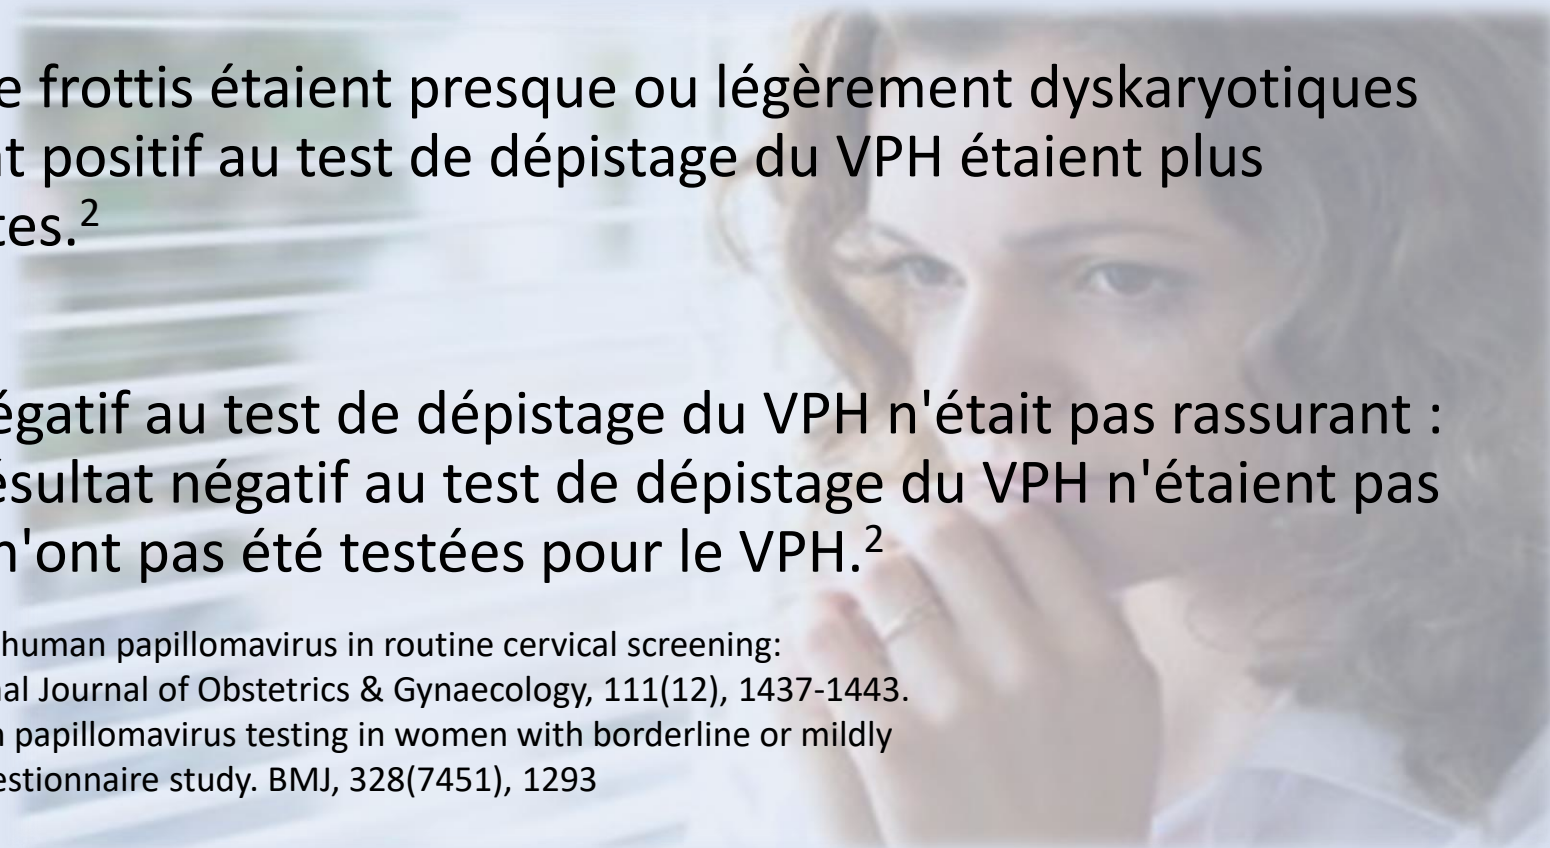 e frottis étaient presque ou légèrement dyskaryotiques
t positif au test de dépistage du VPH étaient plus
tes.²
égatif au test de dépistage du VPH n'était pas rassurant :
ésultat négatif au test de dépistage du VPH n'étaient pas
n'ont pas été testées pour le VPH.²
human papillomavirus in routine cervical screening:
al Journal of Obstetrics & Gynaecology, 111(12), 1437-1443.
papillomavirus testing in women with borderline or mildly
estionnaire study. BMJ, 328(7451), 1293